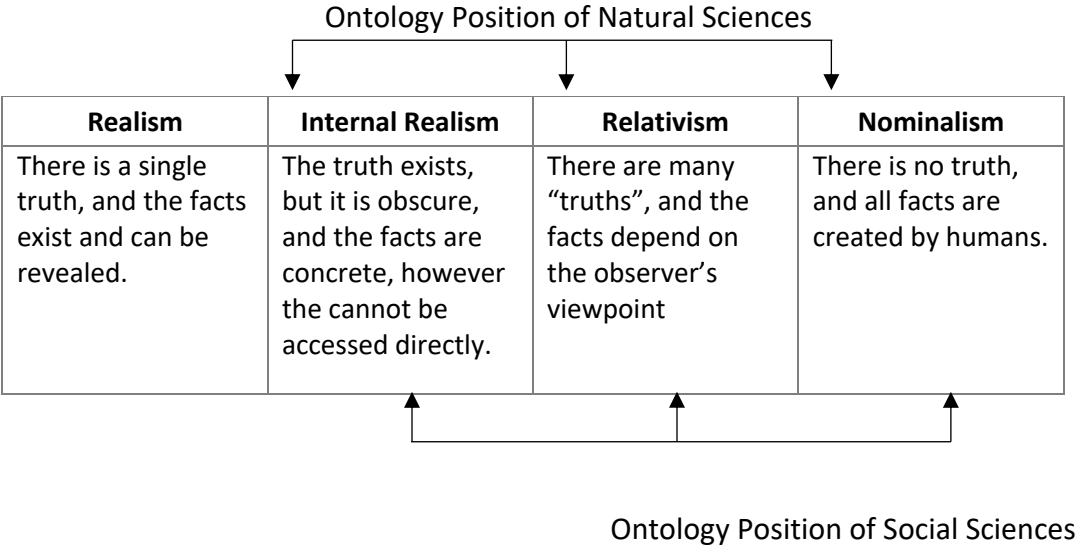 Ontology Position of Natural Sciences
Realism
There is a single
truth, and the facts
exist and can be
revealed.
Internal Realism
The truth exists,
but it is obscure,
and the facts are
concrete, however
the cannot be
accessed directly.
Relativism
There are many
“truths”, and the
facts depend on
the observer’s
viewpoint
Nominalism
There is no truth,
and all facts are
created by humans.
Ontology Position of Social Sciences